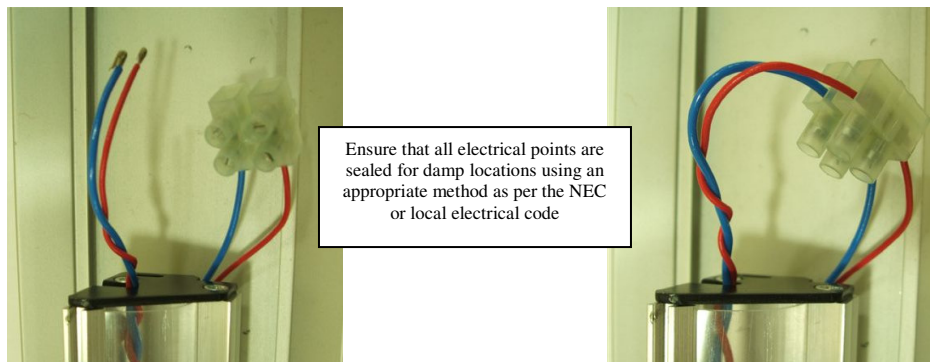 Ensure that all electrical points are
sealed for damp locations using an
appropriate method as per the NEC
or local electrical code